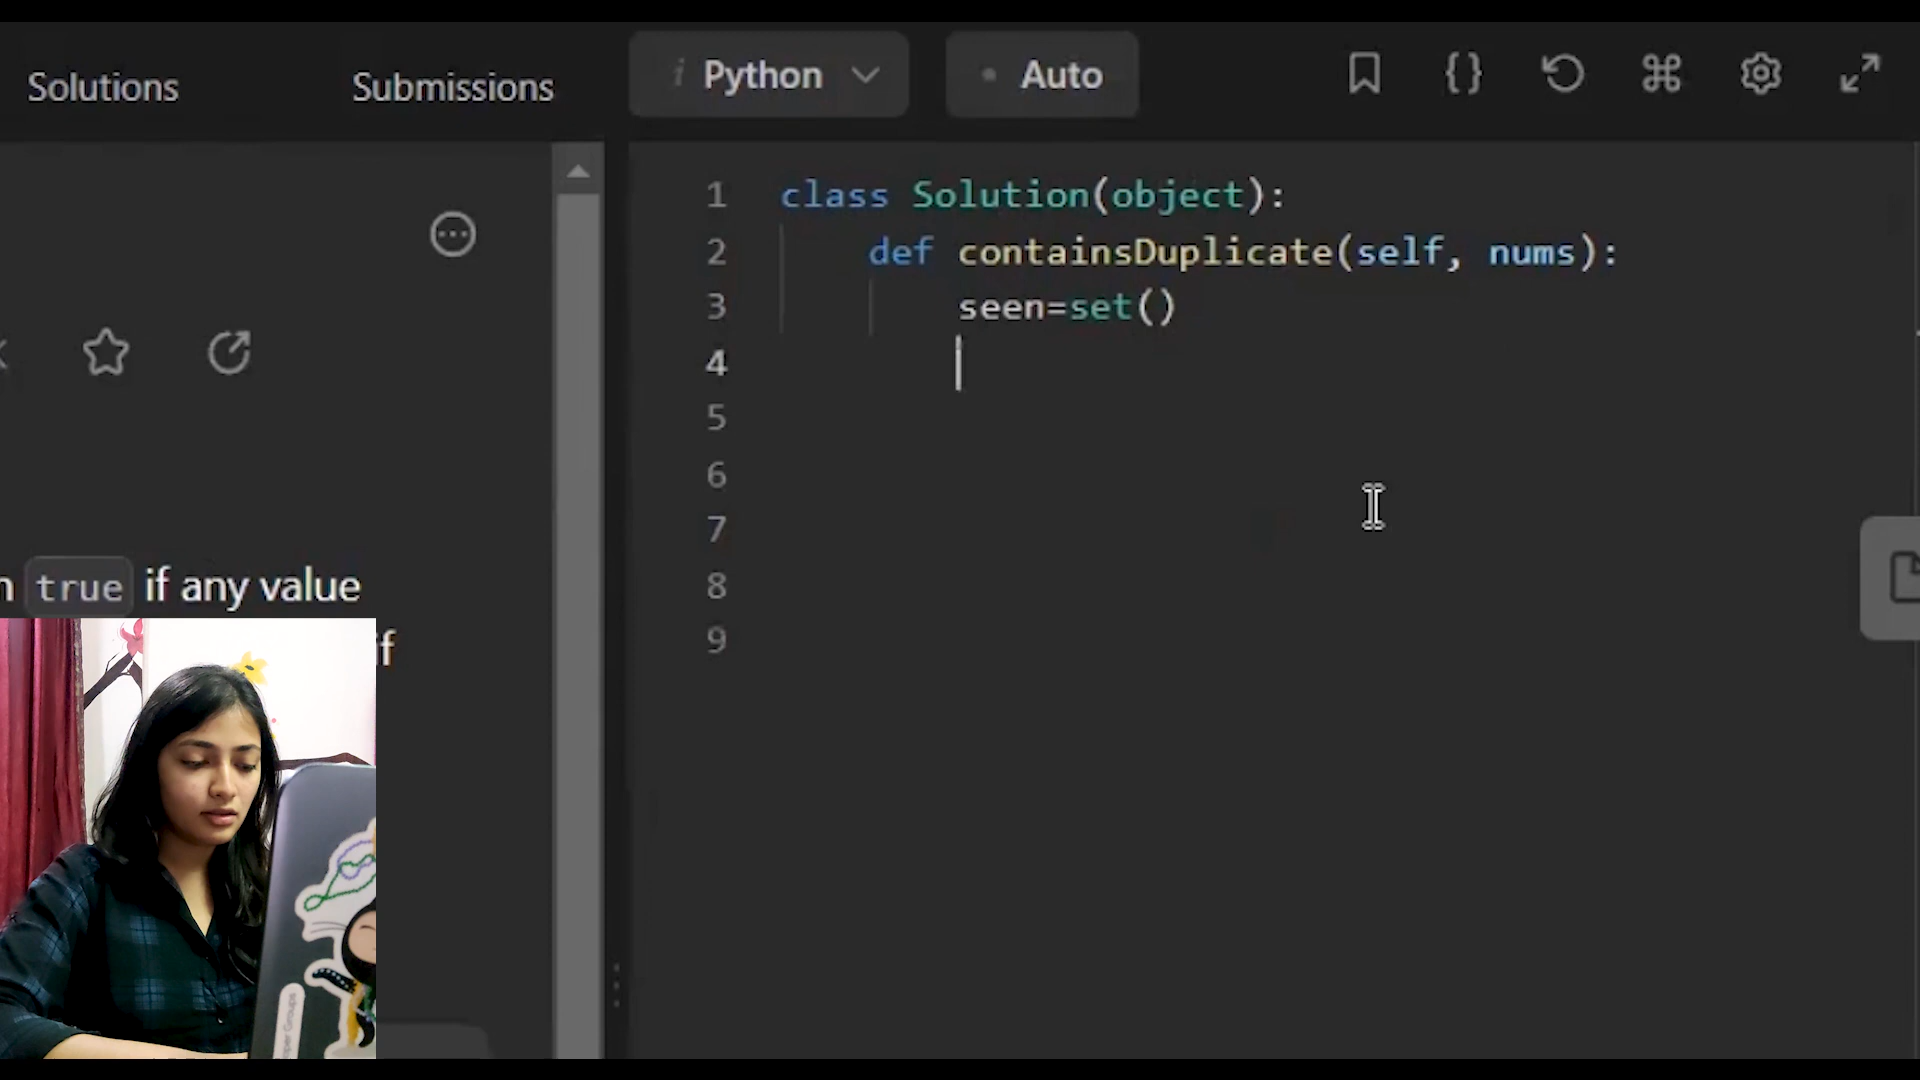 Solutions
Submissions
Python
Auto
true if any value
if
1 class Solution(object):
2 def containsDuplicate(self, nums):
3 seen=set()
4
5
6
7
8
9